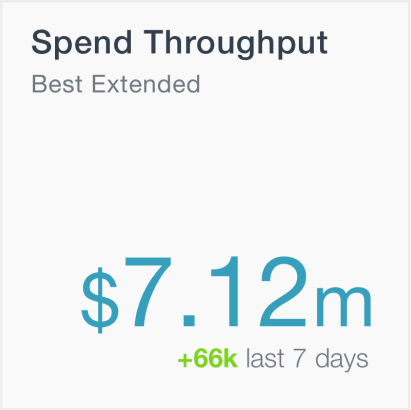 Spend Throughput
Best Extended
$7.12m
+66k last 7 days